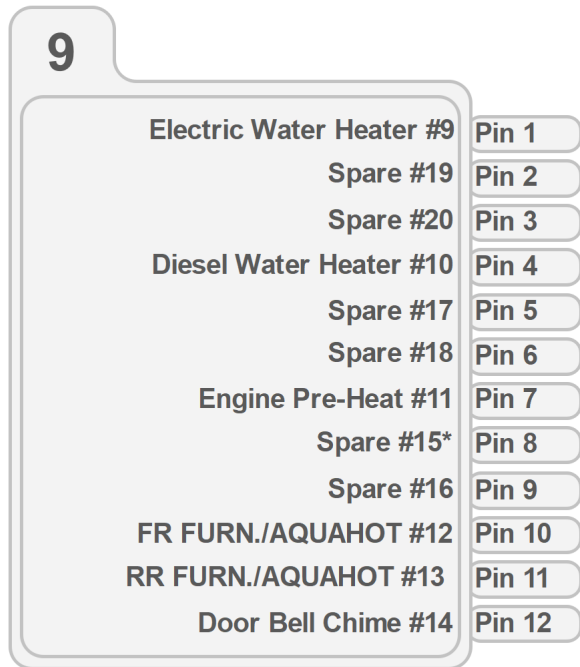 9
Electric Water Heater #9 Pin 1
Spare #19 Pin 2
Spare #20 Pin 3
Diesel Water Heater #10 Pin 4
Spare #17 Pin 5
Spare #18 Pin 6
Engine Pre-Heat #11 Pin 7
Spare #15* Pin 8
Spare #16 Pin 9
FR FURN./AQUAHOT #12 Pin 10
RR FURN./AQUAHOT #13 Pin 11
Door Bell Chime #14 Pin 12